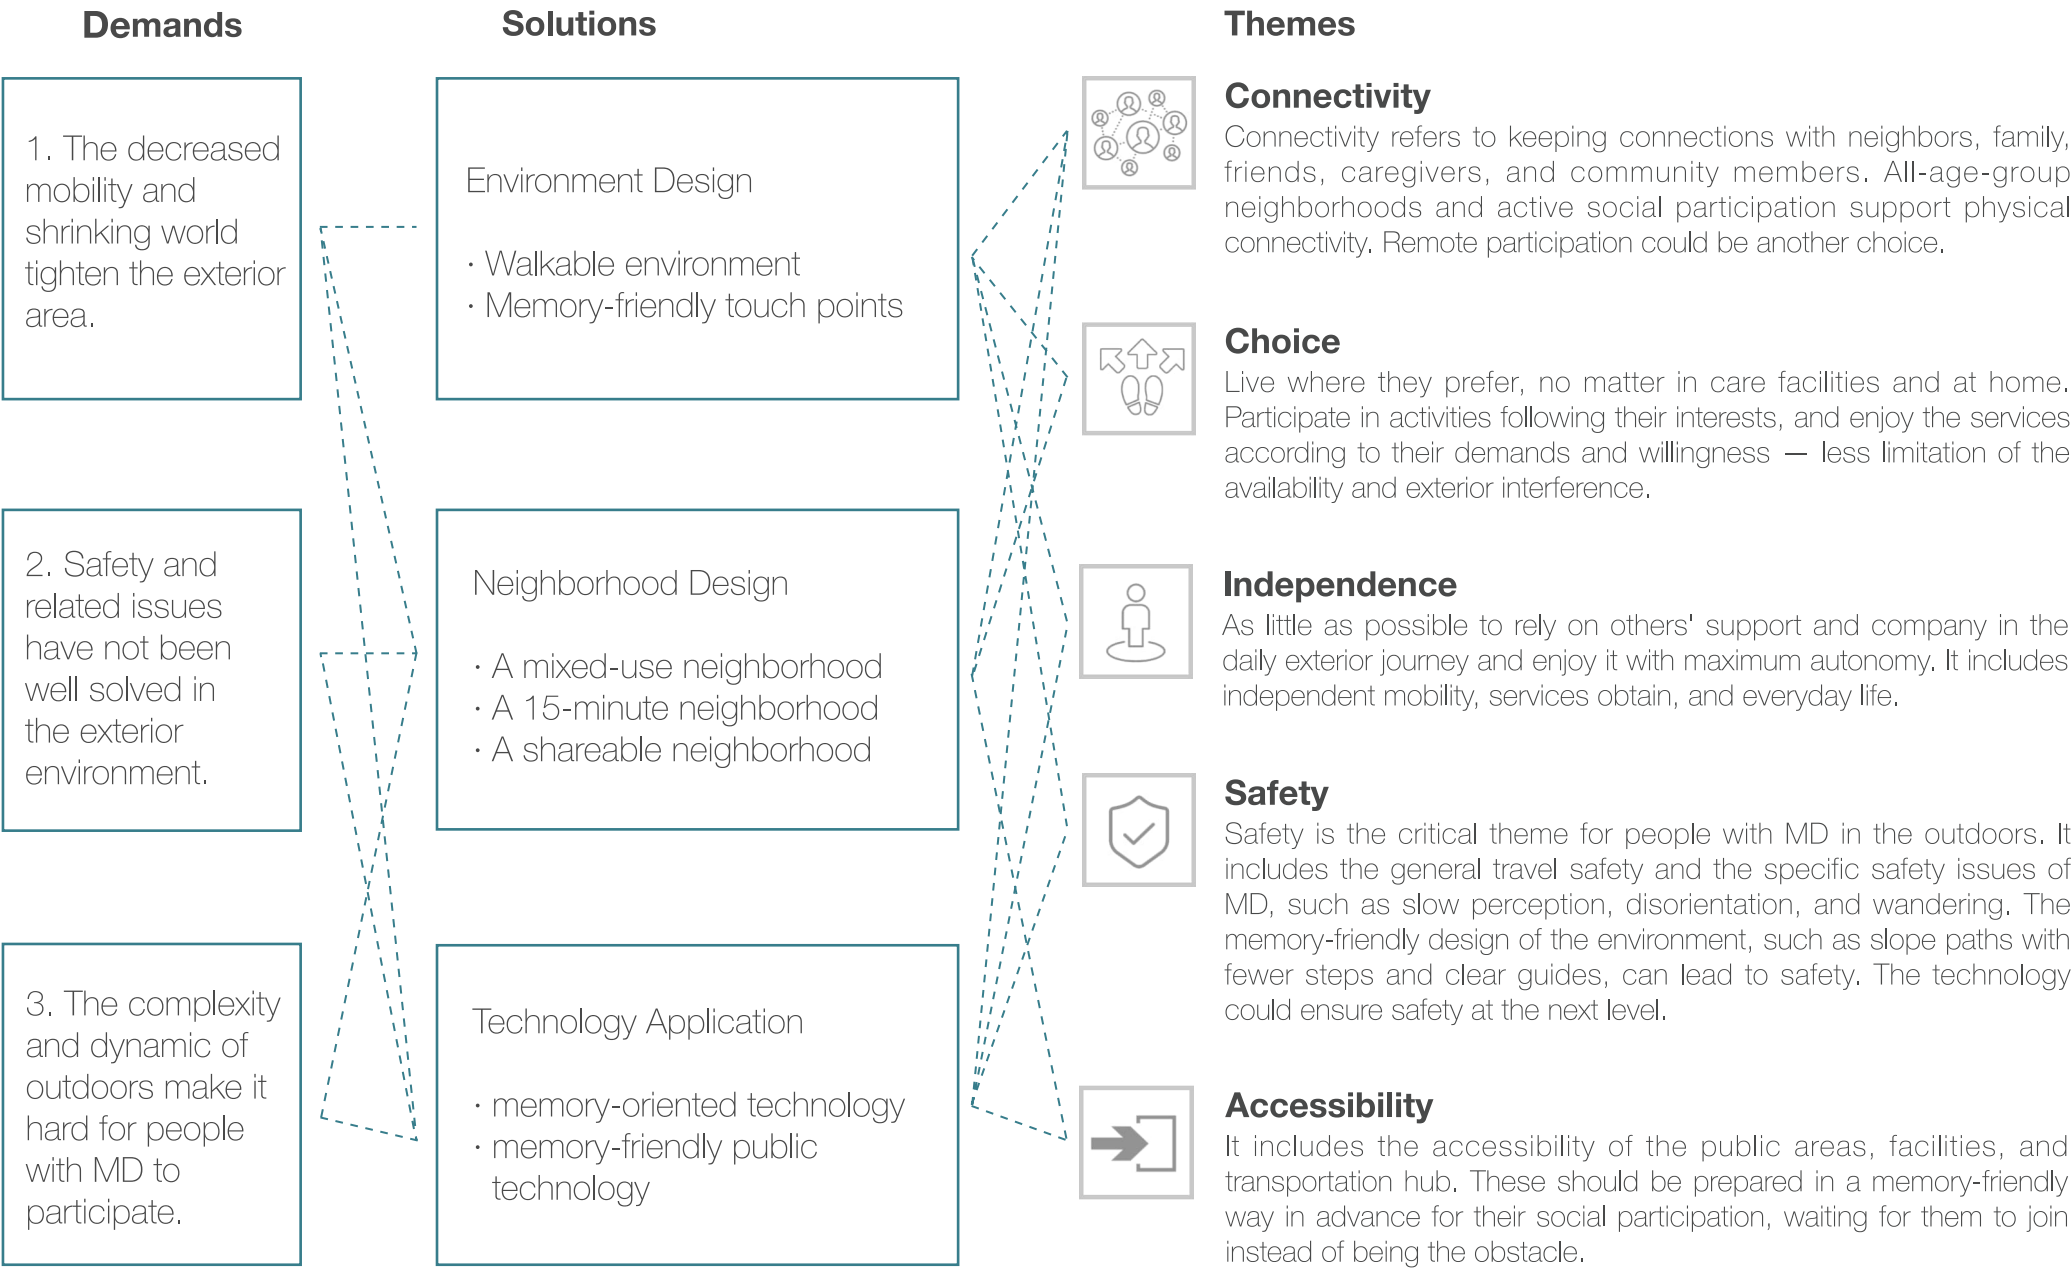 Demands
1. The decreased
mobility and
shrinking world
tighten the exterior
area.
2. Safety and
related issues
have not been
well solved in
the exterior
environment.
3. The complexity
and dynamic of
outdoors make it
hard for people
with MD to
participate.
Solutions
Environment Design
· Walkable environment
· Memory-friendly touch points
Neighborhood Design
· A mixed-use neighborhood
· A 15-minute neighborhood
· A shareable neighborhood
Technology Application
· memory-oriented technology
· memory-friendly public
technology
Themes
Connectivity
Connectivity refers to keeping connections with neighbors, family,
friends, caregivers, and community members. All-age-group
neighborhoods and active social participation support physical
connectivity. Remote participation could be another choice.
Choice
Live where they prefer, no matter in care facilities and at home.
Participate in activities following their interests, and enjoy the services
according to their demands and willingness — less limitation of the
availability and exterior interference.
Independence
As little as possible to rely on others' support and company in the
daily exterior journey and enjoy it with maximum autonomy. It includes
independent mobility, services obtain, and everyday life.
Safety
Safety is the critical theme for people with MD in the outdoors. It
includes the general travel safety and the specific safety issues of
MD, such as slow perception, disorientation, and wandering. The
memory-friendly design of the environment, such as slope paths with
fewer steps and clear guides, can lead to safety. The technology
could ensure safety at the next level.
Accessibility
It includes the accessibility of the public areas, facilities, and
transportation hub. These should be prepared in a memory-friendly
way in advance for their social participation, waiting for them to join
instead of being the obstacle.